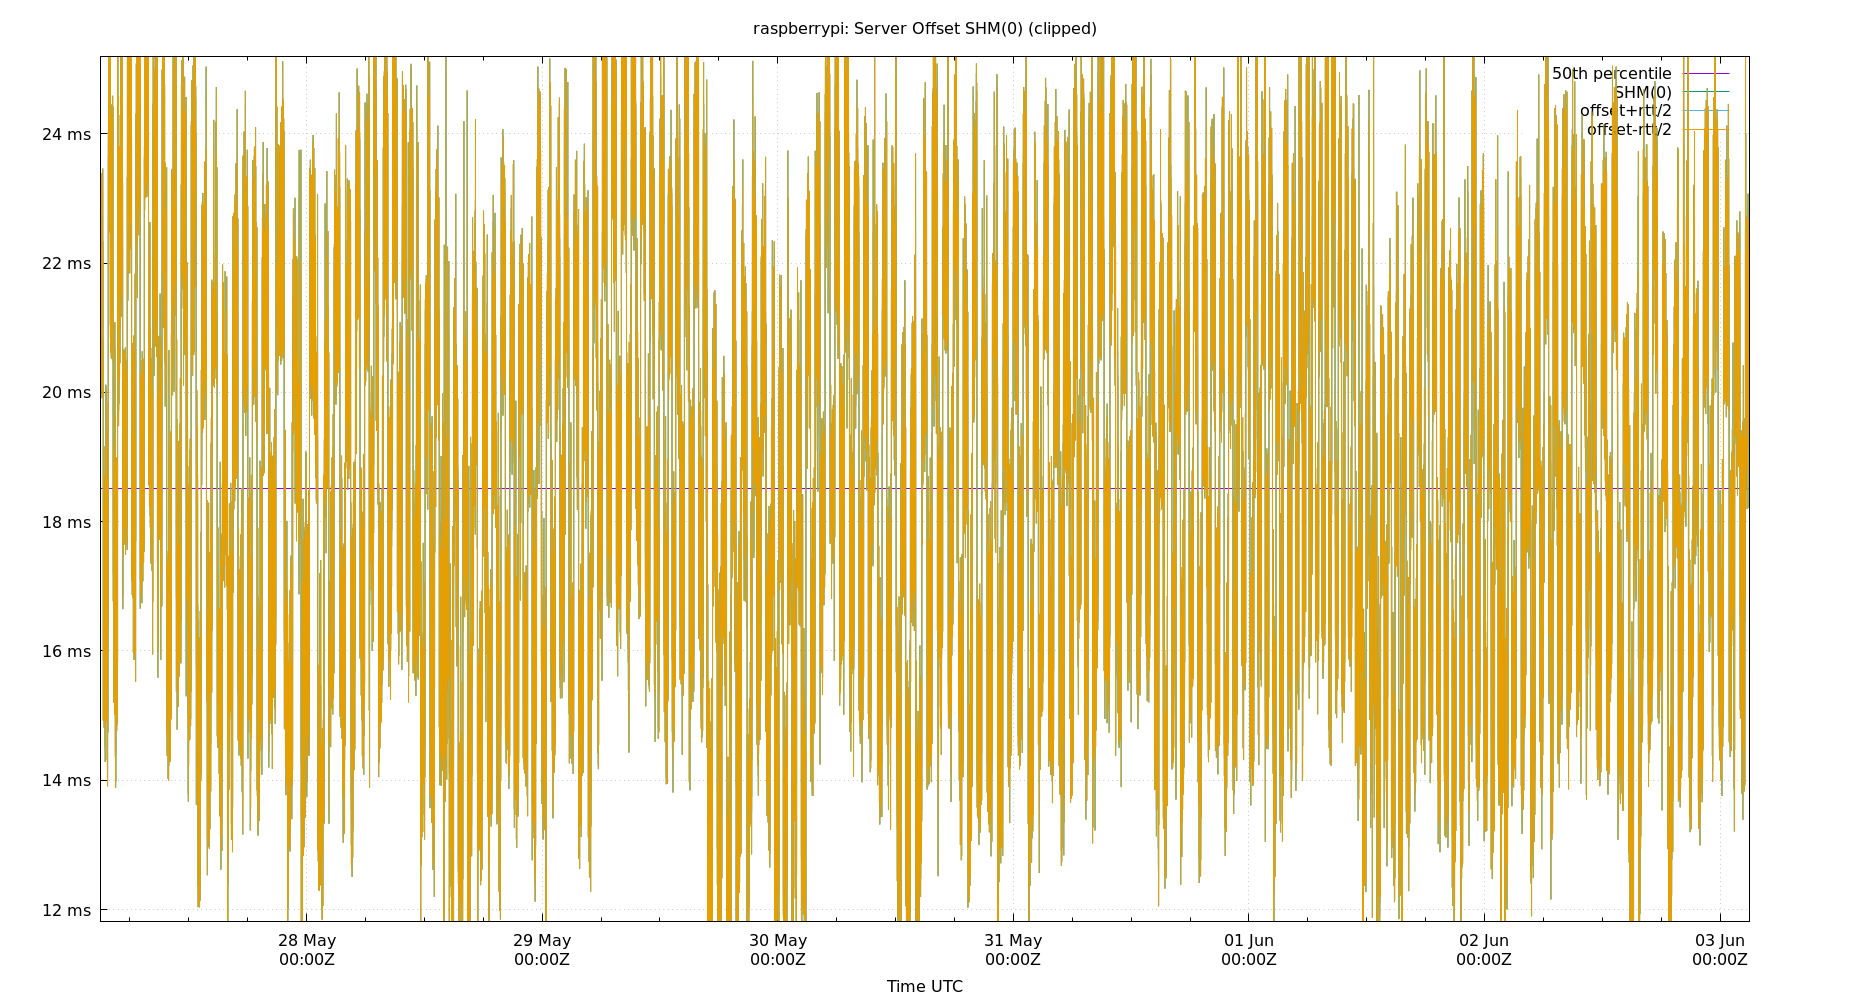 raspberrypi: Server Offset SHM(0) (clipped)
50th percentile
SHM(0)
offset+rtt/2
offset-rtt/2
24 ms
22 ms
20 ms
18 ms
16 ms
14 ms
12 ms
28 May 29 May 30 May 31 May 01 Jun 02 Jun 03 Jun
00:00Z 00:00Z 00:00Z 00:00Z 00:00Z 00:00Z 00:00Z
Time UTC